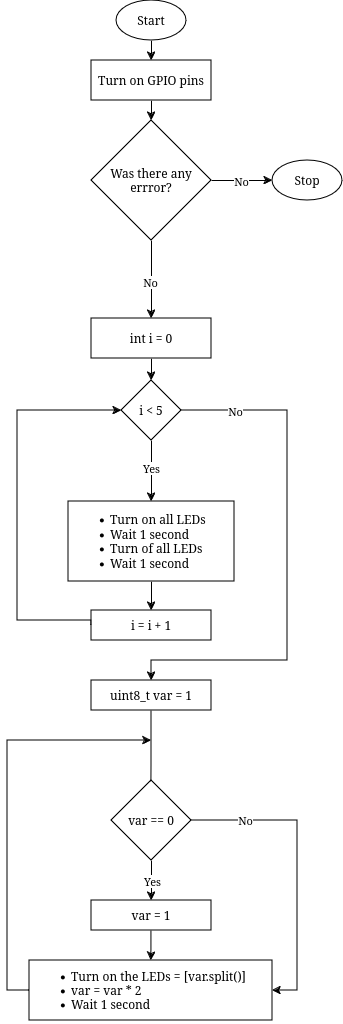 Start
Turn on GPIO pins
Was there any
errror?
No
Stop
No
int i = 0
i < 5
No
Yes
• Turn on all LEDs
• Wait 1 second
• Turn of all LEDs
• Wait 1 second
i = i + 1
uint8_t var = 1
var == 0
No
Yes
var = 1
• Turn on the LEDs = [var.split()]
• var = var * 2
• Wait 1 second